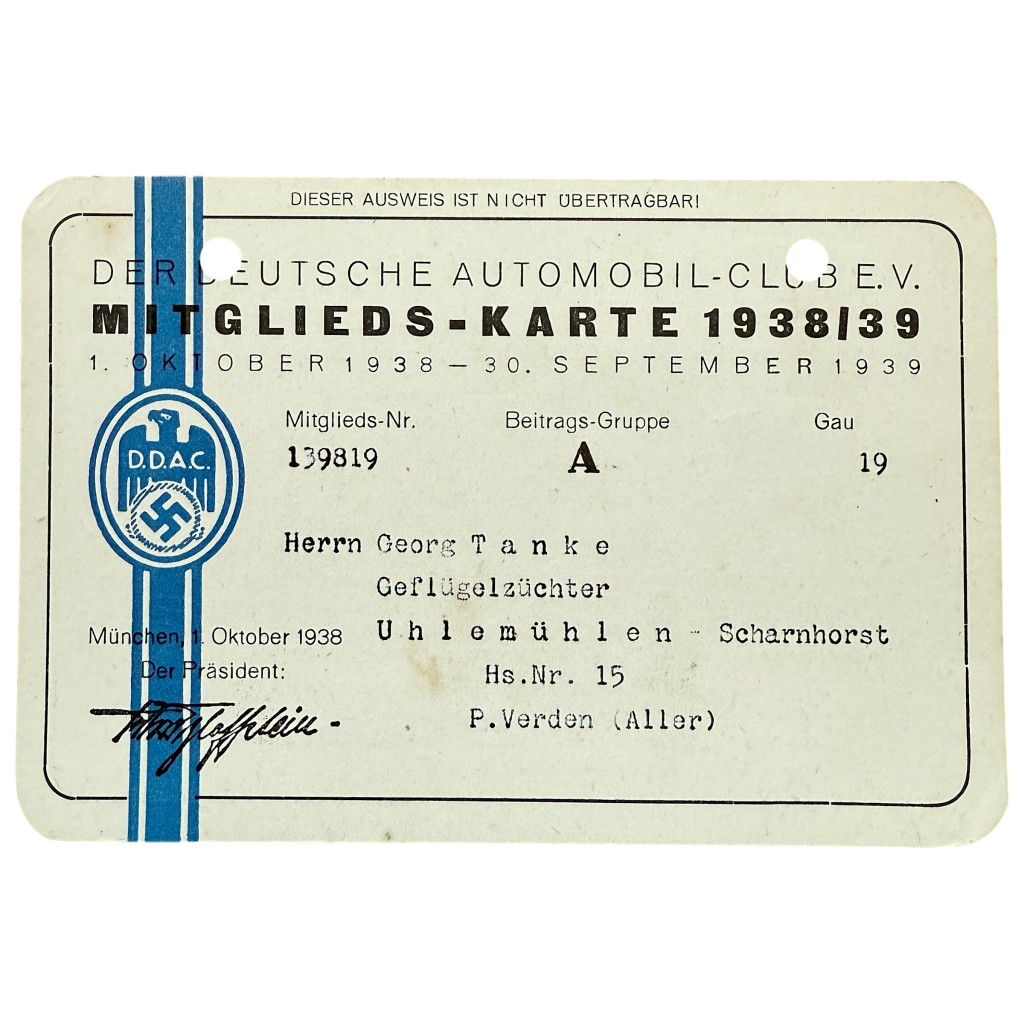 DIESER AUSWEIS IST NICHT ÜBERTRAGBAR!
DER DEUTSCHE AUTOMOBIL-CLUB E.V.
MITGLIEDS-KARTE 1938/39
1. OKTOBER 1938 – 30. SEPTEMBER 1939
Mitglieds-Nr. Beitrags-Gruppe Gau
139819 A 19
D.D.A.C.
Herrn Georg Tanke
Geflügelzüchter
Uhlemühlen - Scharnhorst
Hs.Nr. 15
P.Verden (Aller)
München, 1. Oktober 1938
Der Präsident: